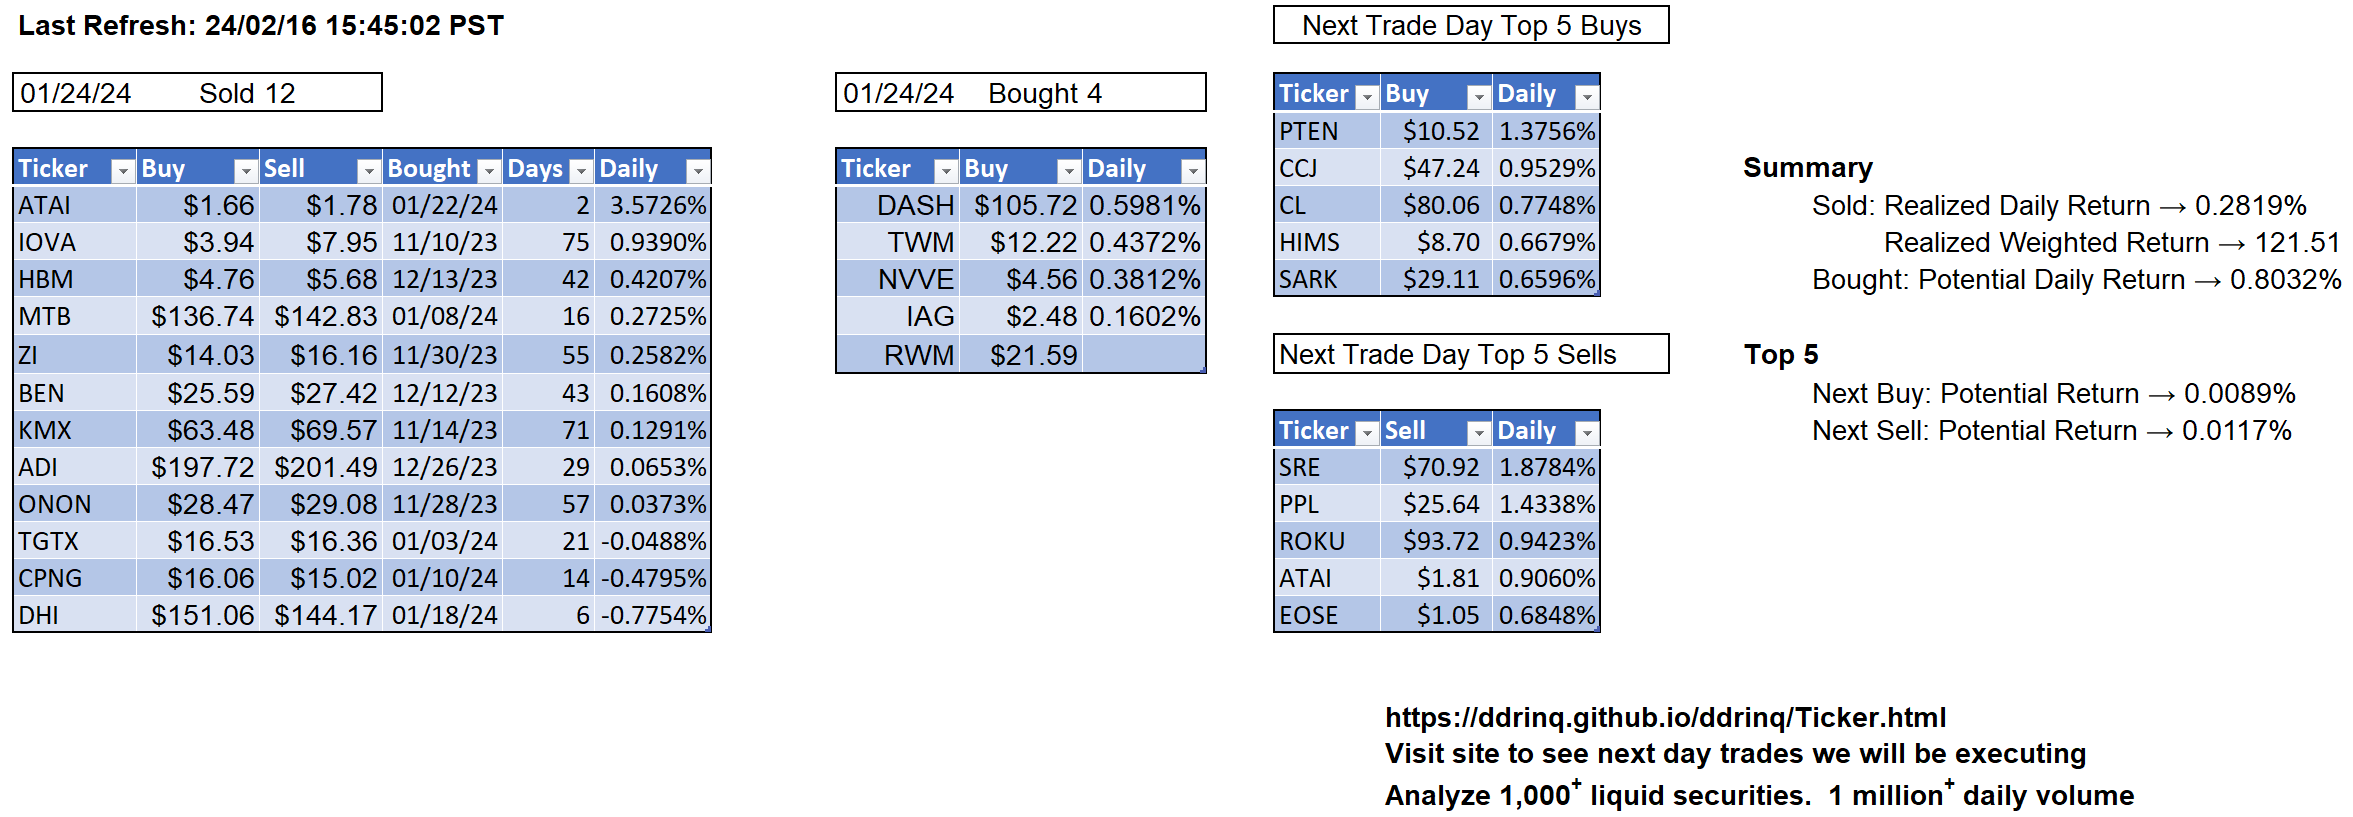 Last Refresh: 24/02/16 15:45:02 PST
01/24/24 Sold 12
Ticker Buy Sell Bought Days Daily
ATAI $1.66 $1.78 01/22/24 2 3.5726%
IOVA $3.94 $7.95 11/10/23 75 0.9390%
HBM $4.76 $5.68 12/13/23 42 0.4207%
MTB $136.74 $142.83 01/08/24 16 0.2725%
ZI $14.03 $16.16 11/30/23 55 0.2582%
BEN $25.59 $27.42 12/12/23 43 0.1608%
KMX $63.48 $69.57 11/14/23 71 0.1291%
ADI $197.72 $201.49 12/26/23 29 0.0653%
ONON $28.47 $29.08 11/28/23 57 0.0373%
TGTX $16.53 $16.36 01/03/24 21 -0.0488%
CPNG $16.06 $15.02 01/10/24 14 -0.4795%
DHI $151.06 $144.17 01/18/24 6 -0.7754%
01/24/24 Bought 4
Ticker Buy Daily
DASH $105.72 0.5981%
TWM $12.22 0.4372%
NVVE $4.56 0.3812%
IAG $2.48 0.1602%
RWM $21.59
Next Trade Day Top 5 Buys
Ticker Buy Daily
PTEN $10.52 1.3756%
CCJ $47.24 0.9529%
CL $80.06 0.7748%
HIMS $8.70 0.6679%
SARK $29.11 0.6596%
Next Trade Day Top 5 Sells
Ticker Sell Daily
SRE $70.92 1.8784%
PPL $25.64 1.4338%
ROKU $93.72 0.9423%
ATAI $1.81 0.9060%
EOSE $1.05 0.6848%
Summary
Sold: Realized Daily Return → 0.2819%
Realized Weighted Return → 121.51
Bought: Potential Daily Return → 0.8032%
Top 5
Next Buy: Potential Return → 0.0089%
Next Sell: Potential Return → 0.0117%
https://ddrinq.github.io/ddrinq/Ticker.html
Visit site to see next day trades we will be executing
Analyze 1,000+ liquid securities. 1 million+ daily volume